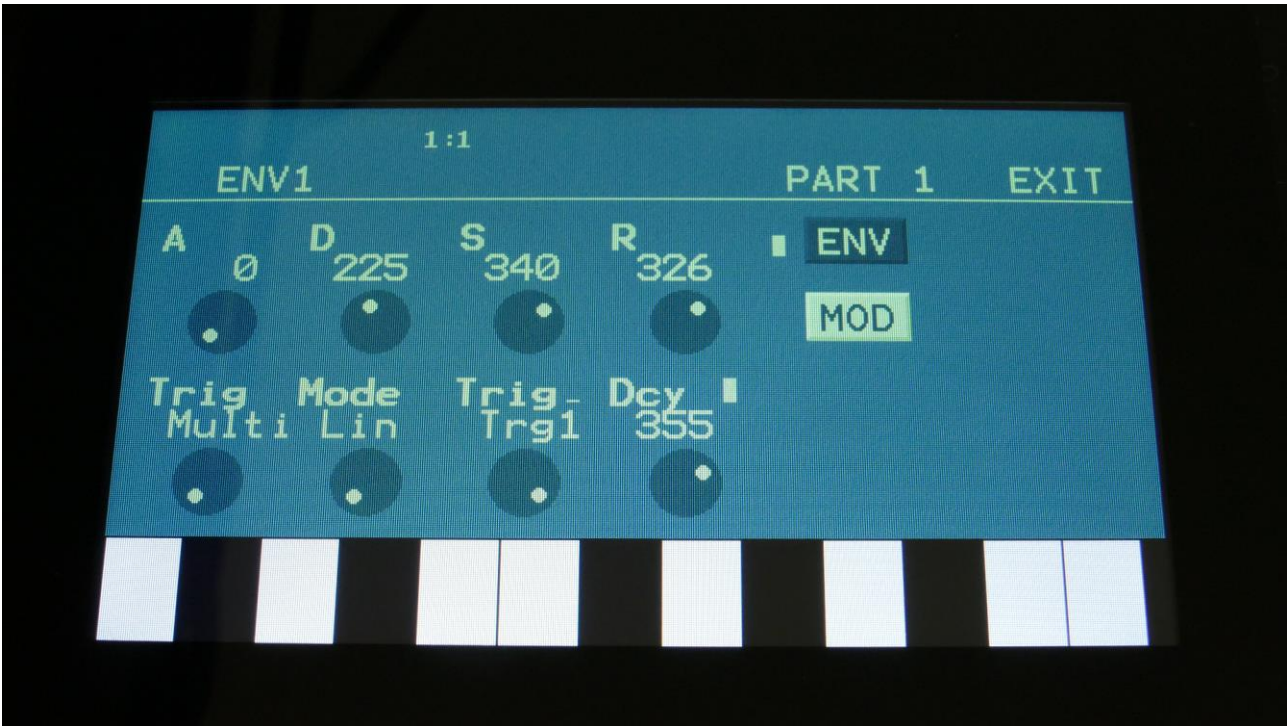 1:1
ENV1 PART 1 EXIT
A D S R ENV
0 225 340 326
MOD
Trig Mode Trig_ Dcy
Multi Lin Trg1 355